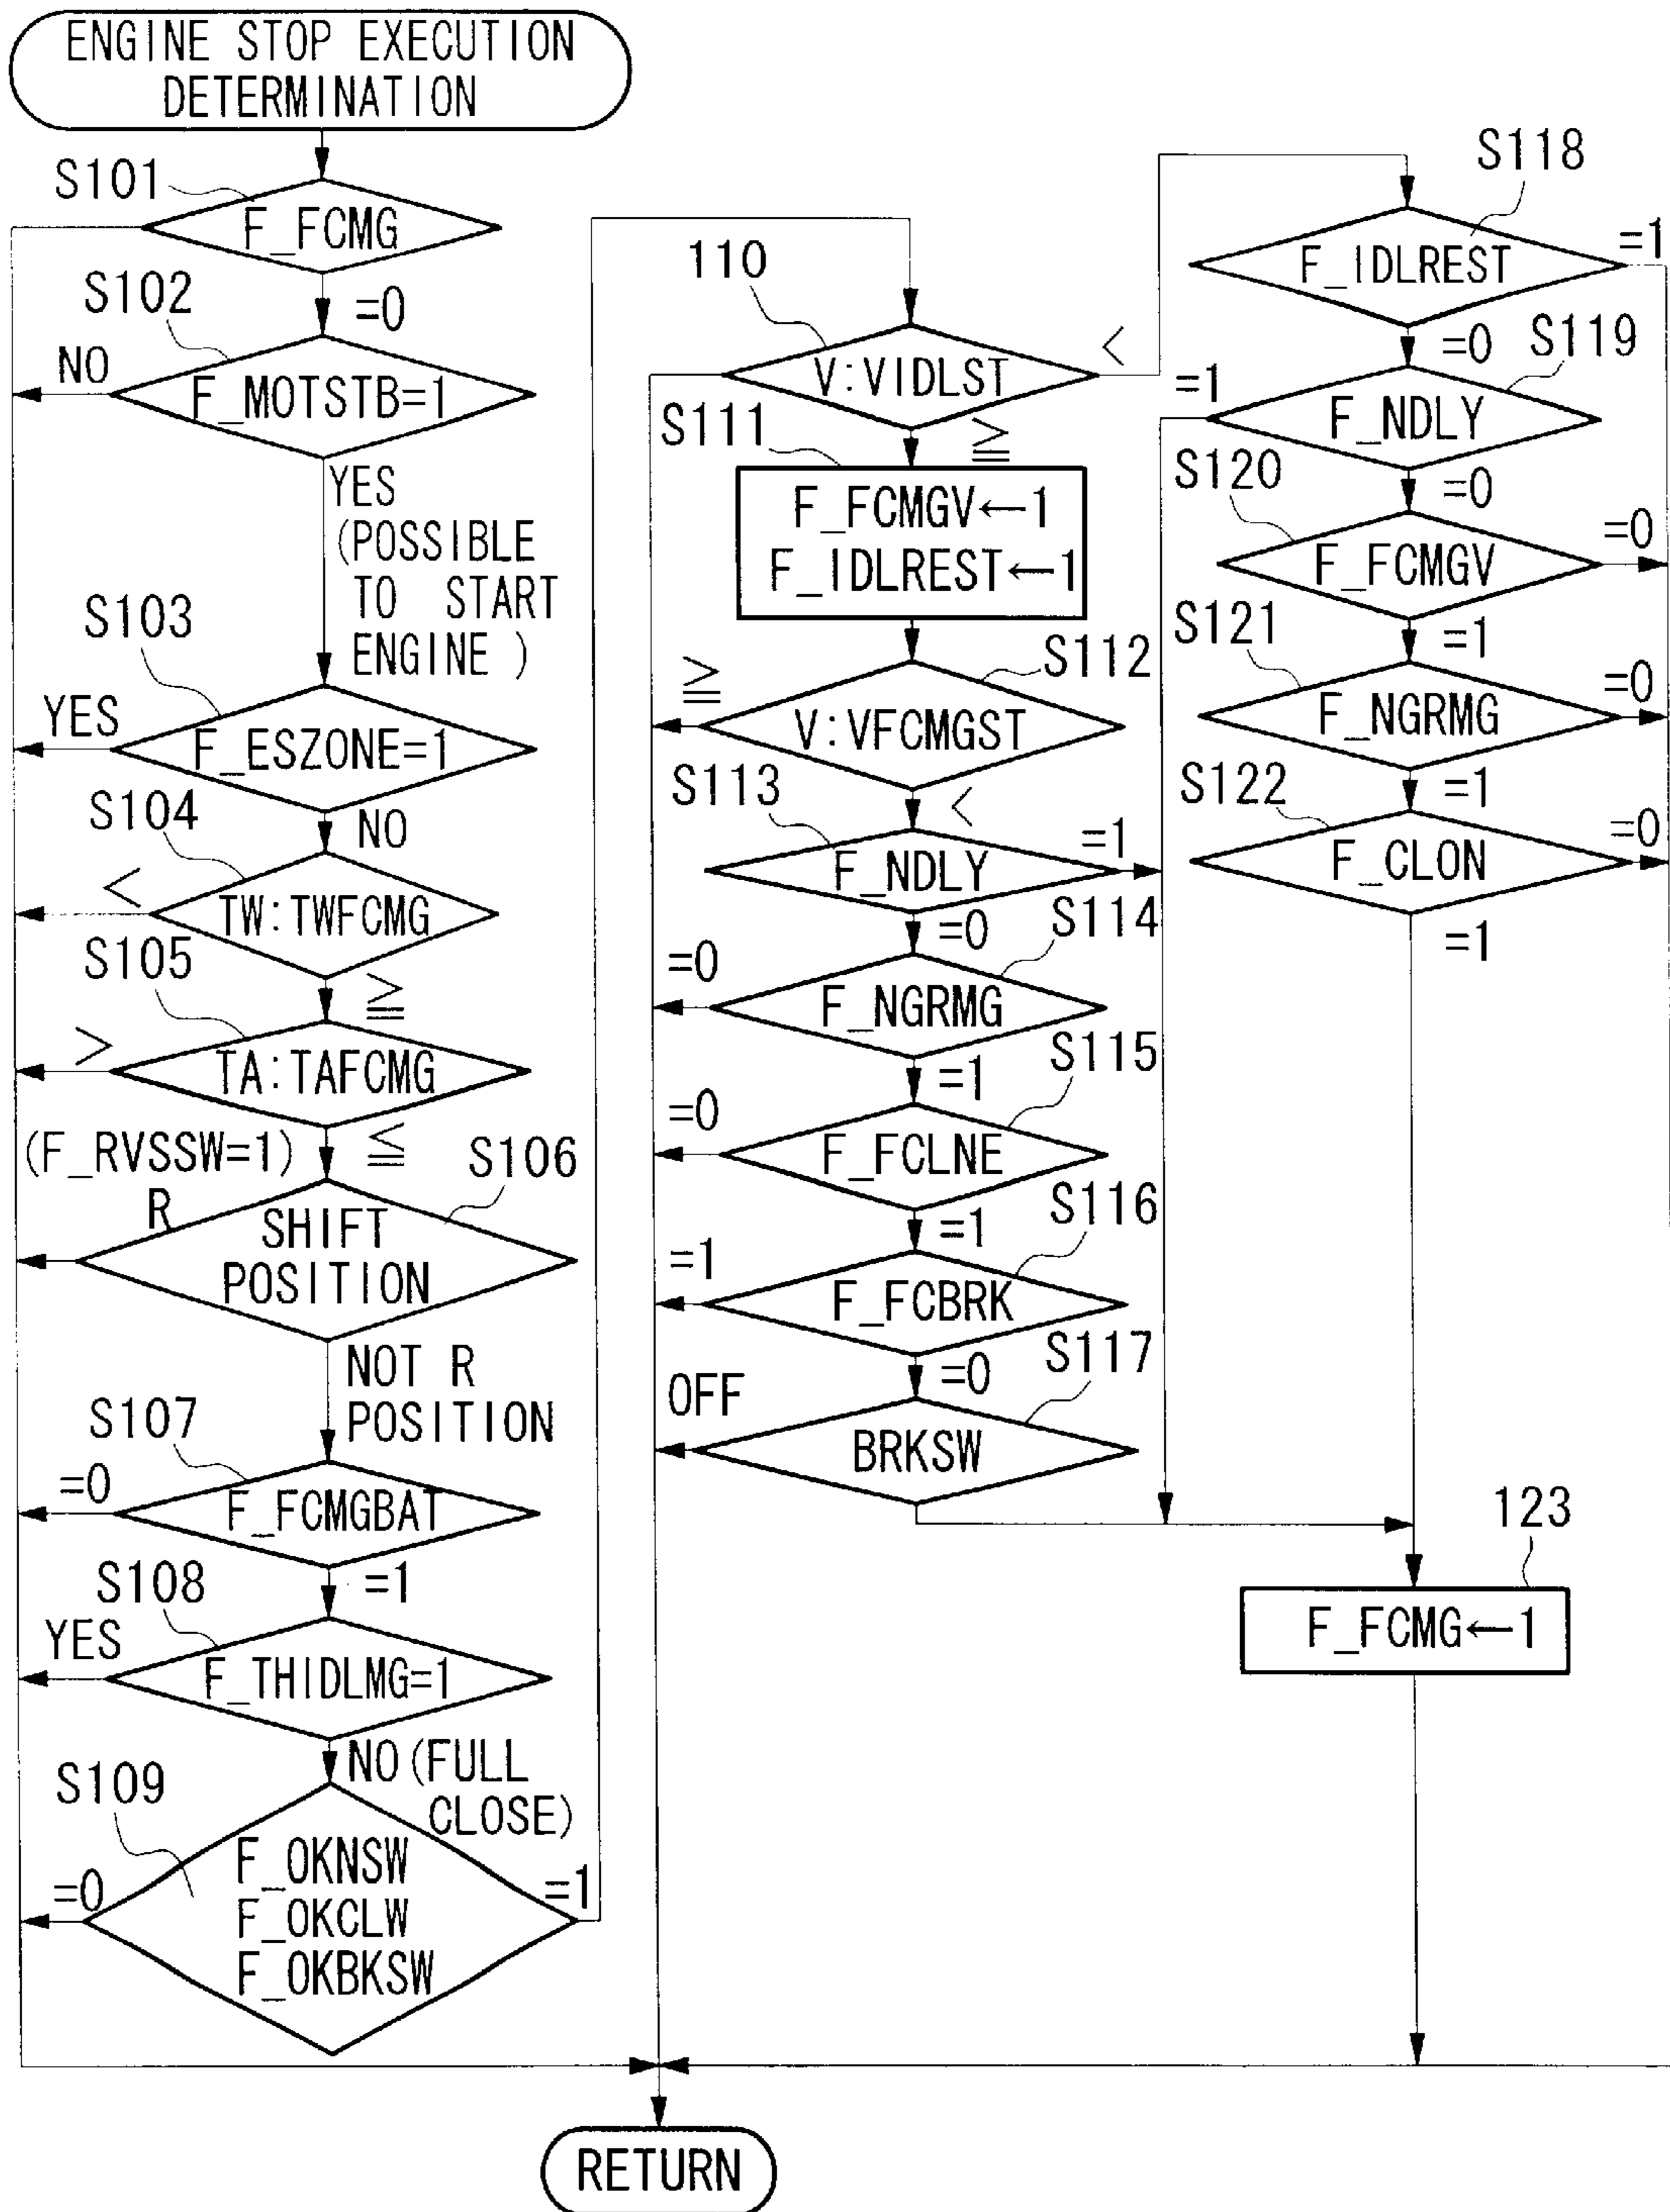 ENGINE STOP EXECUTION
DETERMINATION
S101
F_FCMG
=0
S102
NO
F_MOTSTB=1
YES
(POSSIBLE
TO START
ENGINE )
S103
YES
F_ESZONE=1
NO
S104
<
TW:TWFCMG
≧
S105
>
TA:TAFCMG
≦
(F_RVSSW=1)
R
S106
SHIFT
POSITION
NOT R
POSITION
S107
=0
F_FCMGBAT
=1
S108
YES
F_THIDLMG=1
NO(FULL
CLOSE)
S109
=0
F_OKNSW
F_OKCLW
F_OKBKSW
=1
110
V:VIDLST
<
≧
S111
F_FCMGV←1
F_IDLREST←1
S112
≧
V:VFCMGST
<
S113
F_NDLY
=1
=0
S114
=0
F_NGRMG
=1
S115
=0
F_FCLNE
=1
S116
=1
F_FCBRK
=0
S117
OFF
BRKSW
S118
F_IDLREST
=1
=0
S119
=1
F_NDLY
=0
S120
F_FCMGV
=0
=1
S121
F_NGRMG
=0
=1
S122
F_CLON
=0
=1
123
F_FCMG←1
RETURN